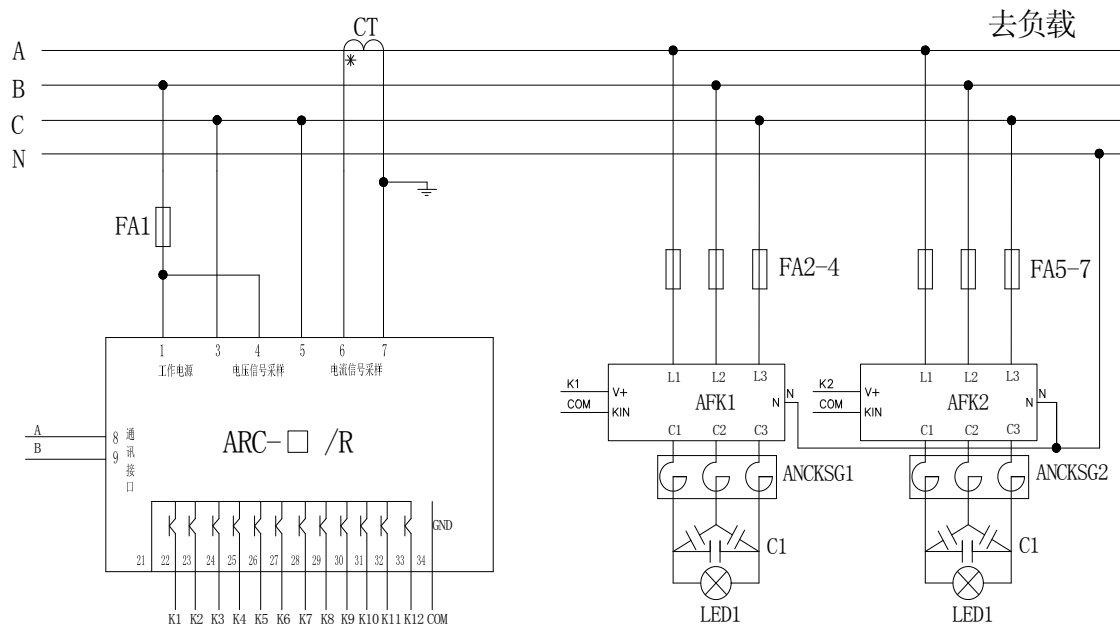 去负载
CT
A
*
B
C
N
FA1
FA2-4
FA5-7
1 3 4 5 6 7
工作电源 电压信号采样 电流信号采样
K1 V+ L1 L2 L3 N
COM KIN AFK1 N
C1 C2 C3
K2 V+ L1 L2 L3 N
COM KIN AFK2 N
C1 C2 C3
ARC-□ /R
A 8 通讯接口
B 9
ANCKSG1
ANCKSG2
GND
C1
C1
21 22 23 24 25 26 27 28 29 30 31 32 33 34
LED1
LED1
K1 K2 K3 K4 K5 K6 K7 K8 K9 K10 K11 K12 COM